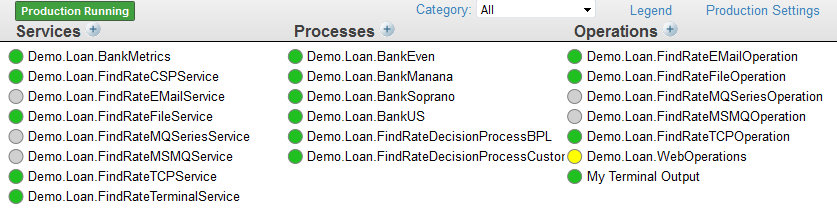 Production Running
Category: All
Legend
Production Settings
Services
Demo.Loan.BankMetrics
Demo.Loan.FindRateCSPService
Demo.Loan.FindRateEMailService
Demo.Loan.FindRateFileService
Demo.Loan.FindRateMQSeriesService
Demo.Loan.FindRateMSMQService
Demo.Loan.FindRateTCPService
Demo.Loan.FindRateTerminalService
Processes
Demo.Loan.BankEven
Demo.Loan.BankManana
Demo.Loan.BankSoprano
Demo.Loan.BankUS
Demo.Loan.FindRateDecisionProcessBPL
Demo.Loan.FindRateDecisionProcessCustor
Operations
Demo.Loan.FindRateEMailOperation
Demo.Loan.FindRateFileOperation
Demo.Loan.FindRateMQSeriesOperation
Demo.Loan.FindRateMSMQOperation
Demo.Loan.FindRateTCPOperation
Demo.Loan.WebOperations
My Terminal Output